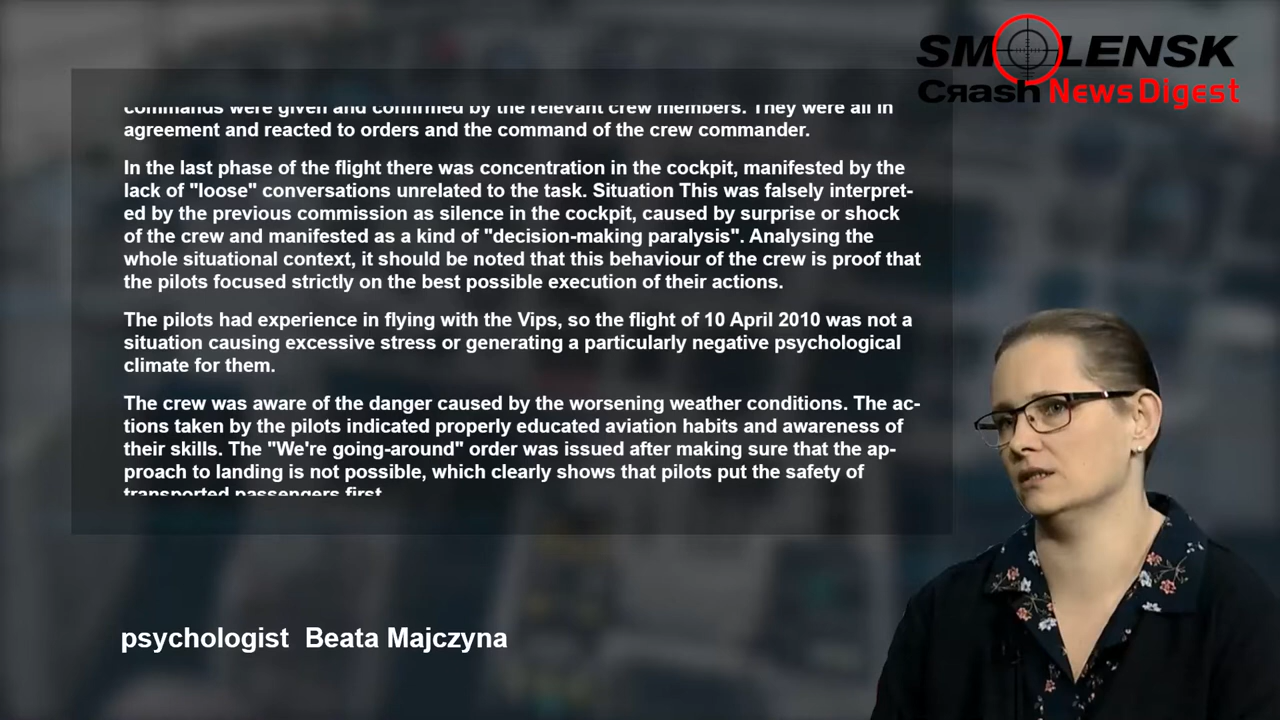 SMOLENSK
Crash News Digest
commands were given and confirmed by the relevant crew members. They were all in
agreement and reacted to orders and the command of the crew commander.
In the last phase of the flight there was concentration in the cockpit, manifested by the
lack of "loose" conversations unrelated to the task. Situation This was falsely interpret-
ed by the previous commission as silence in the cockpit, caused by surprise or shock
of the crew and manifested as a kind of "decision-making paralysis". Analysing the
whole situational context, it should be noted that this behaviour of the crew is proof that
the pilots focused strictly on the best possible execution of their actions.
The pilots had experience in flying with the Vips, so the flight of 10 April 2010 was not a
situation causing excessive stress or generating a particularly negative psychological
climate for them.
The crew was aware of the danger caused by the worsening weather conditions. The ac-
tions taken by the pilots indicated properly educated aviation habits and awareness of
their skills. The "We're going-around" order was issued after making sure that the ap-
proach to landing is not possible, which clearly shows that pilots put the safety of
transported passengers first
psychologist Beata Majczyna